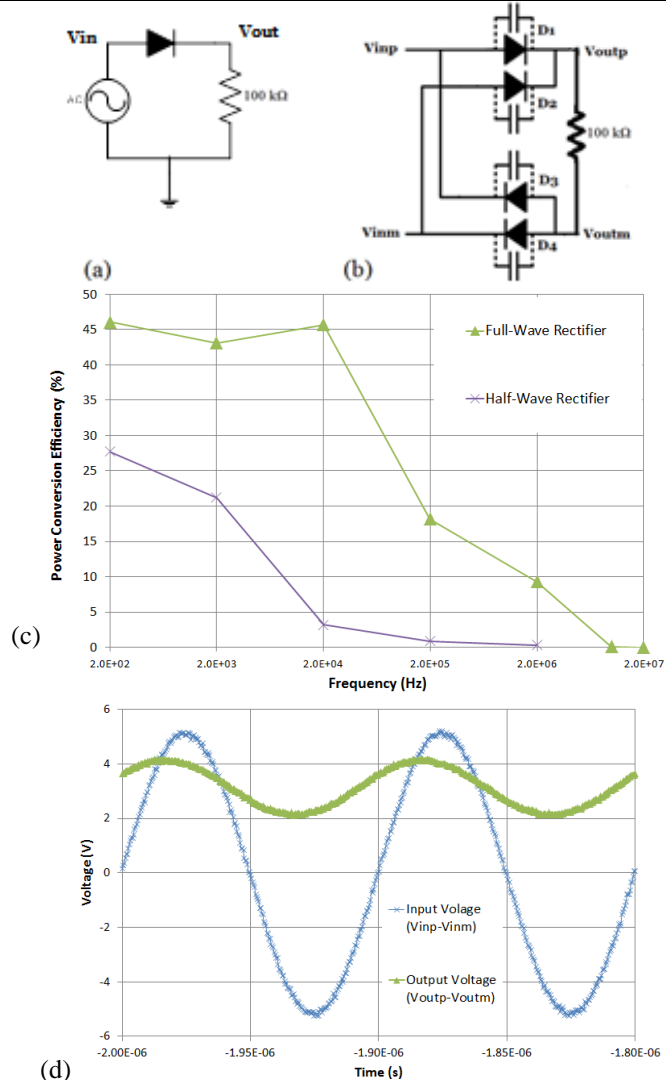 Vin
Vout
AC
100 kΩ
(a)
Vinp
D1
Voutp
D2
100 kΩ
D3
Vinm
D4
Voutm
(b)
50
45
40
35
30
25
20
15
10
5
0
Power Conversion Efficiency (%)
Full-Wave Rectifier
Half-Wave Rectifier
2.0E+02
2.0E+03
2.0E+04
2.0E+05
2.0E+06
2.0E+07
Frequency (Hz)
(c)
6
4
2
0
-2
-4
-6
Voltage (V)
Input Volage
(Vinp-Vinm)
Output Voltage
(Voutp-Voutm)
-2.00E-06
-1.95E-06
-1.90E-06
-1.85E-06
-1.80E-06
Time (s)
(d)